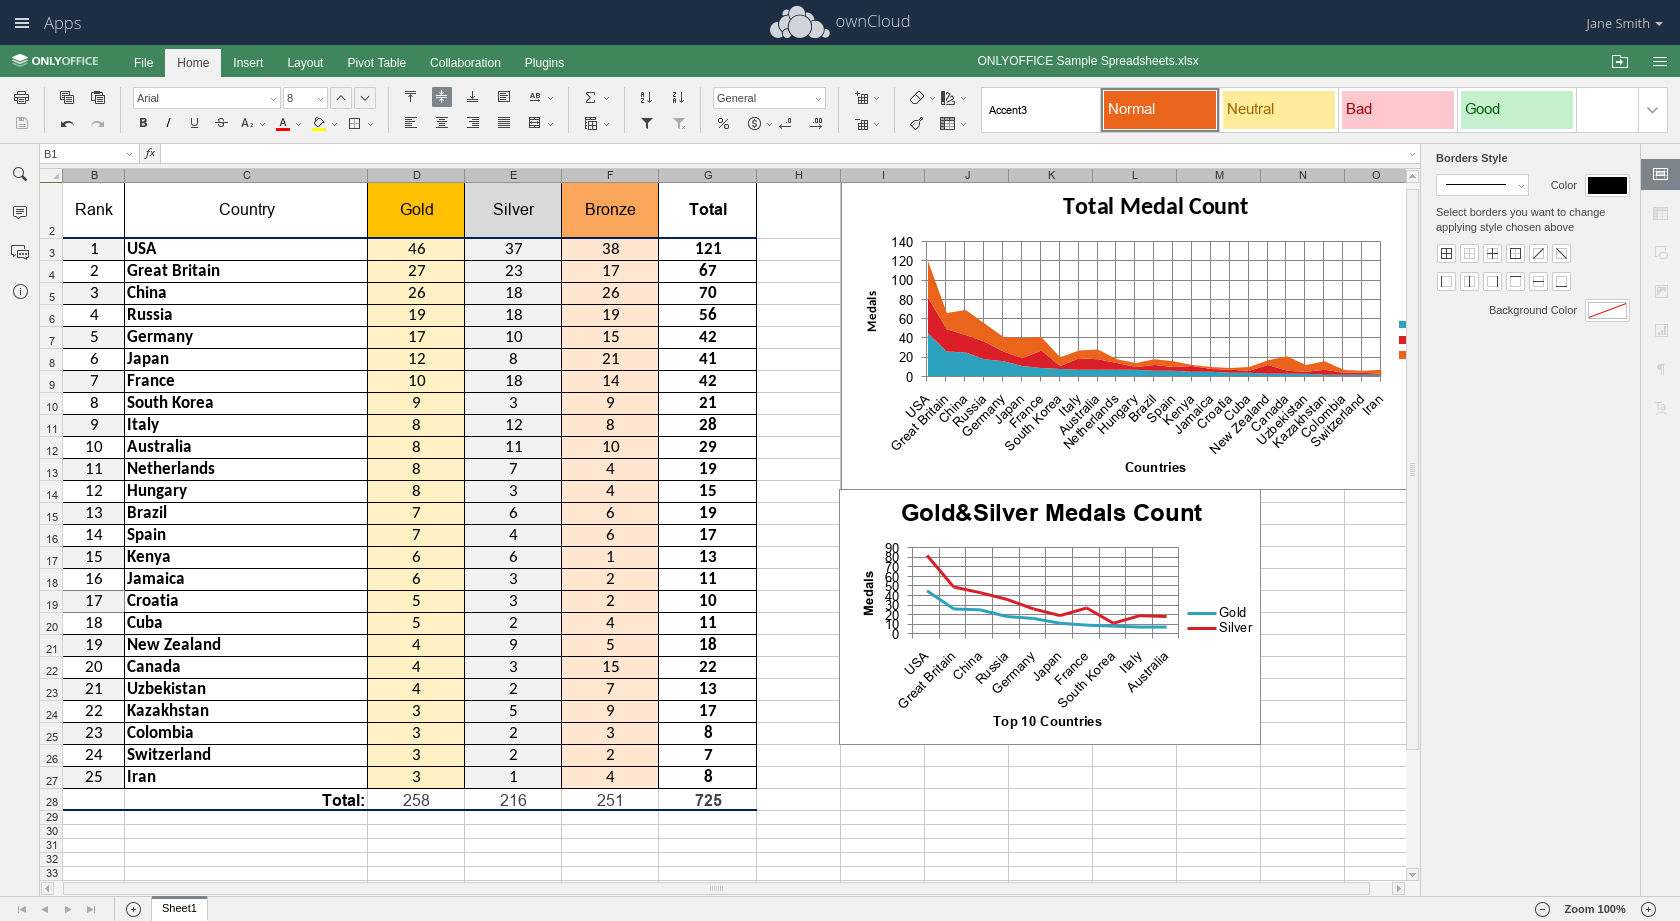 Apps
ownCloud
Jane Smith
ONLYOFFICE
File Home Insert Layout Pivot Table Collaboration Plugins
ONLYOFFICE Sample Spreadsheets.xlsx
Arial 8
General
Accent3 Normal Neutral Bad Good
B I U S A A
B1 fx
B C D E F G H I J K L M N O
2 Rank Country Gold Silver Bronze Total
3 1 USA 46 37 38 121
4 2 Great Britain 27 23 17 67
5 3 China 26 18 26 70
6 4 Russia 19 18 19 56
7 5 Germany 17 10 15 42
8 6 Japan 12 8 21 41
9 7 France 10 18 14 42
10 8 South Korea 9 3 9 21
11 9 Italy 8 12 8 28
12 10 Australia 8 11 10 29
13 11 Netherlands 8 7 4 19
14 12 Hungary 8 3 4 15
15 13 Brazil 7 6 6 19
16 14 Spain 7 4 6 17
17 15 Kenya 6 6 1 13
18 16 Jamaica 6 3 2 11
19 17 Croatia 5 3 2 10
20 18 Cuba 5 2 4 11
21 19 New Zealand 4 9 5 18
22 20 Canada 4 3 15 22
23 21 Uzbekistan 4 2 7 13
24 22 Kazakhstan 3 5 9 17
25 23 Colombia 3 2 3 8
26 24 Switzerland 3 2 2 7
27 25 Iran 3 1 4 8
28 Total: 258 216 251 725
29
30
31
32
33
Total Medal Count
Medals
140
120
100
80
60
40
20
0
USA Great Britain China Russia Germany Japan France South Korea Italy Australia Netherlands Hungary Brazil Spain Kenya Jamaica Croatia Cuba New Zealand Canada Uzbekistan Kazakhstan Colombia Switzerland Iran
Countries
Gold&Silver Medals Count
Medals
90
80
70
60
50
40
30
20
10
0
Gold
Silver
USA Great Britain China Russia Germany Japan France South Korea Italy Australia
Top 10 Countries
Borders Style
Color
Select borders you want to change
applying style chosen above
Background Color
Sheet1
Zoom 100%